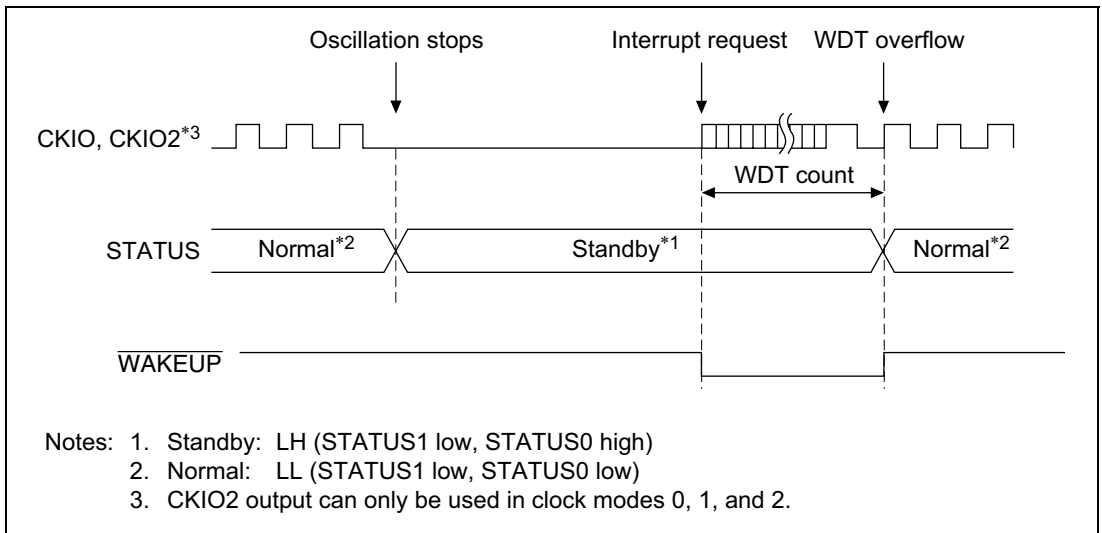 Oscillation stops Interrupt request WDT overflow
CKIO, CKIO2*3
WDT count
STATUS Normal*2 Standby*1 Normal*2
WAKEUP
Notes: 1. Standby: LH (STATUS1 low, STATUS0 high)
2. Normal: LL (STATUS1 low, STATUS0 low)
3. CKIO2 output can only be used in clock modes 0, 1, and 2.